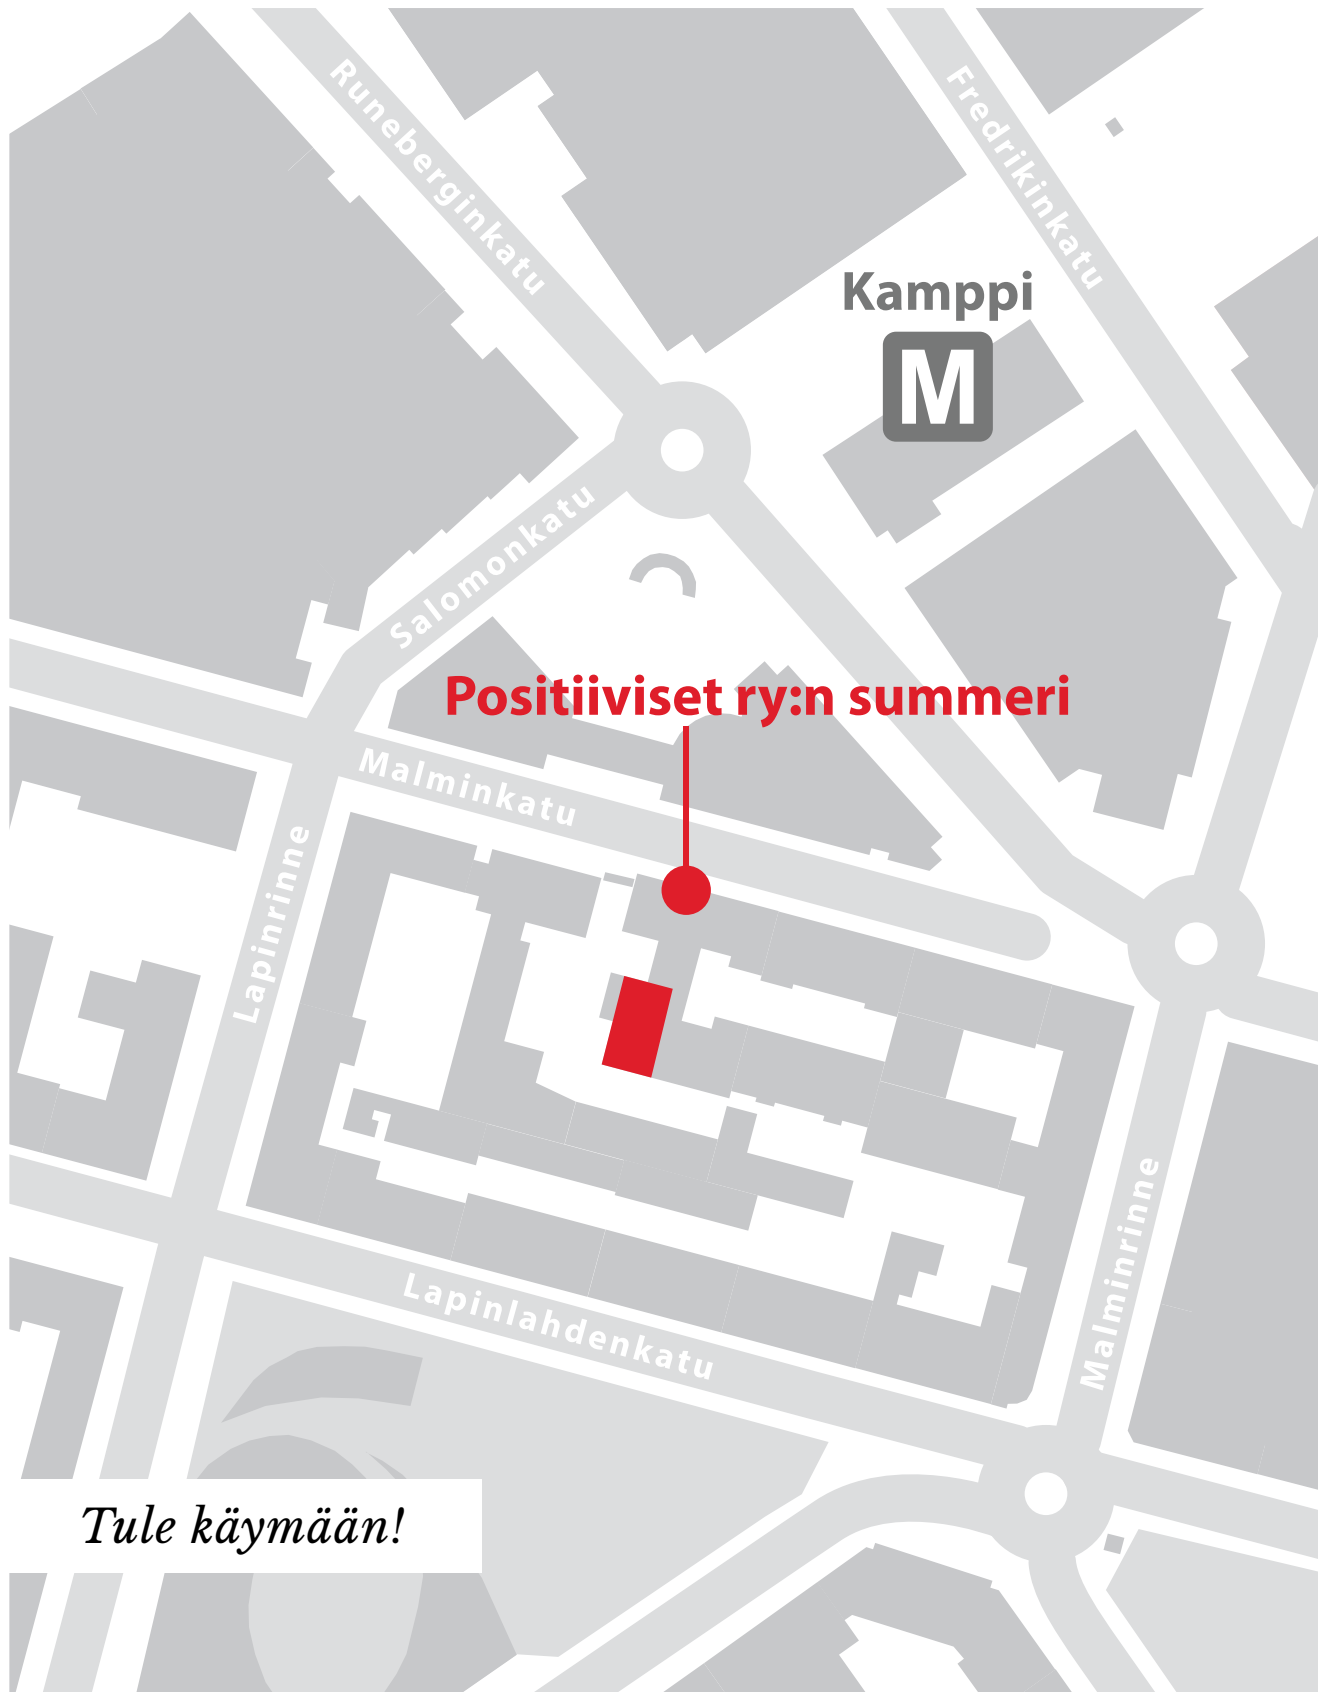 Runeberginkatu
Fredrikinkatu
Kamppi
M
Salomonkatu
Positiiviset ry:n summeri
Malminkatu
Lapinrinne
Malminrinne
Lapinlahdenkatu
Tule käymään!